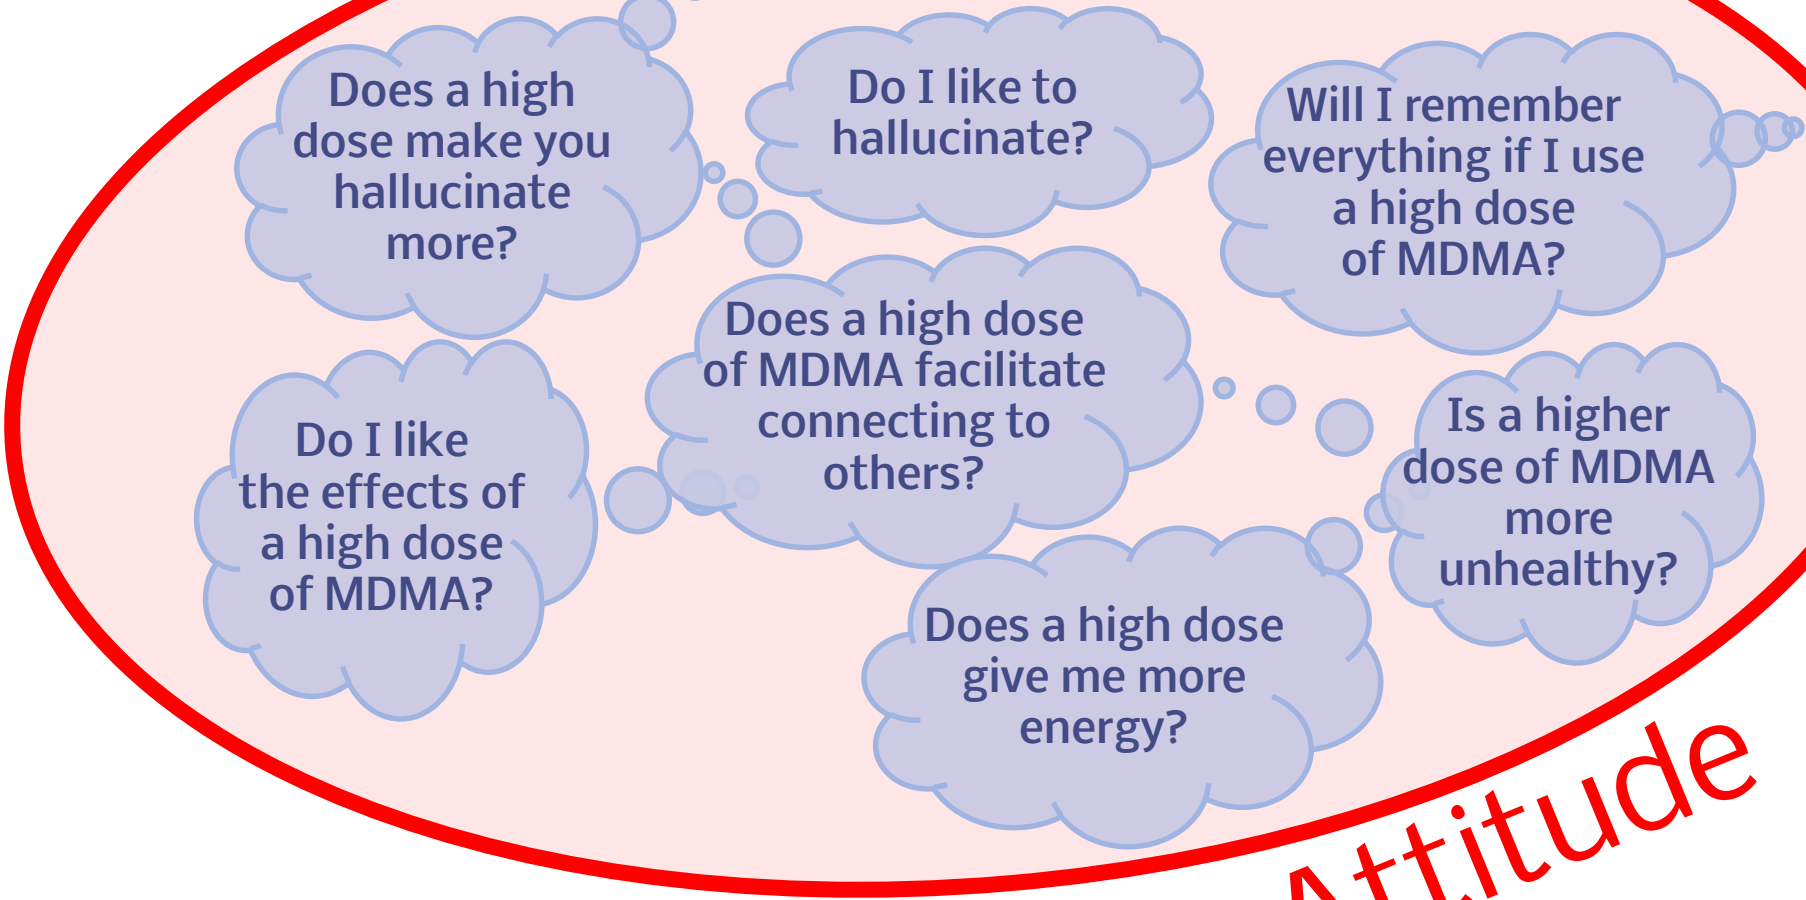 Does a high
dose make you
hallucinate
more?
Do I like to
hallucinate?
Will I remember
everything if I use
a high dose
of MDMA?
Does a high dose
of MDMA facilitate
connecting to
others?
Do I like
the effects of
a high dose
of MDMA?
Is a higher
dose of MDMA
more
unhealthy?
Does a high dose
give me more
energy?
Attitude